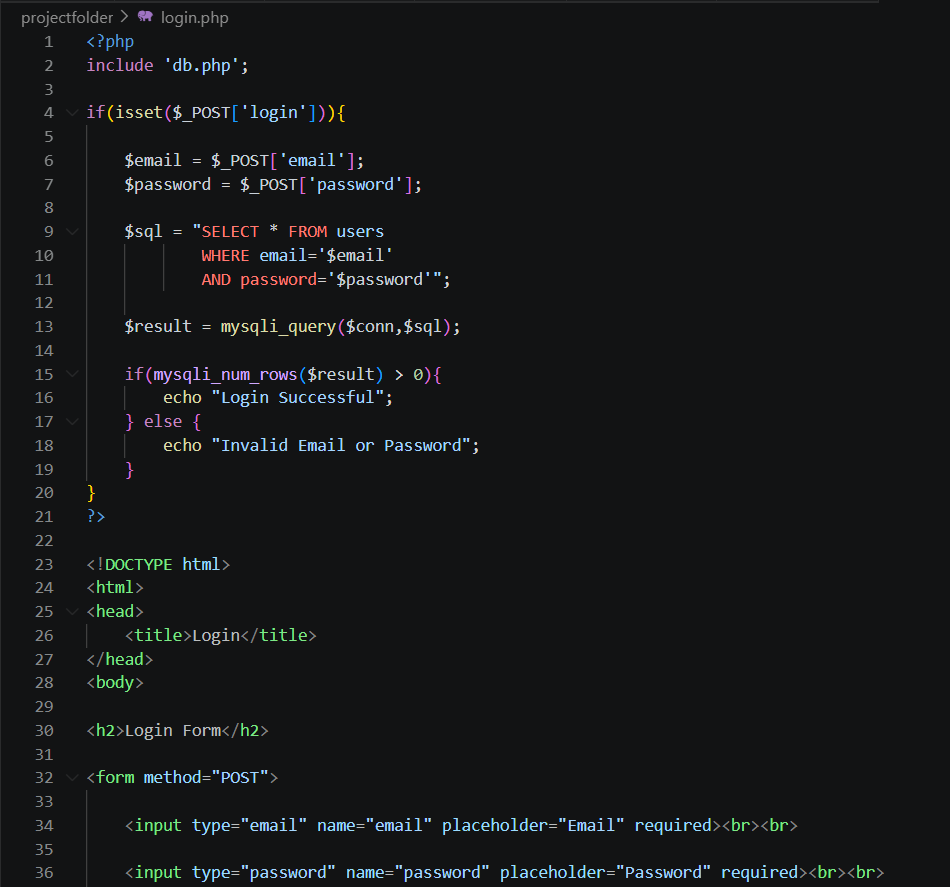 projectfolder > login.php
1 <?php
2 include 'db.php';
3
4 if(isset($_POST['login'])){
5
6 $email = $_POST['email'];
7 $password = $_POST['password'];
8
9 $sql = "SELECT * FROM users
10 WHERE email='$email'
11 AND password='$password'";
12
13 $result = mysqli_query($conn,$sql);
14
15 if(mysqli_num_rows($result) > 0){
16 echo "Login Successful";
17 } else {
18 echo "Invalid Email or Password";
19 }
20 }
21 ?>
22
23 <!DOCTYPE html>
24 <html>
25 <head>
26 <title>Login</title>
27 </head>
28 <body>
29
30 <h2>Login Form</h2>
31
32 <form method="POST">
33
34 <input type="email" name="email" placeholder="Email" required><br><br>
35
36 <input type="password" name="password" placeholder="Password" required><br><br>